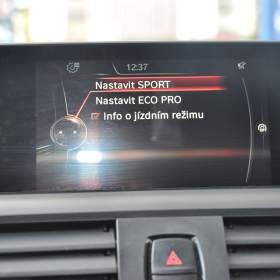 12:37
Nastavit SPORT
Nastavit ECO PRO
Info o jízdním režimu